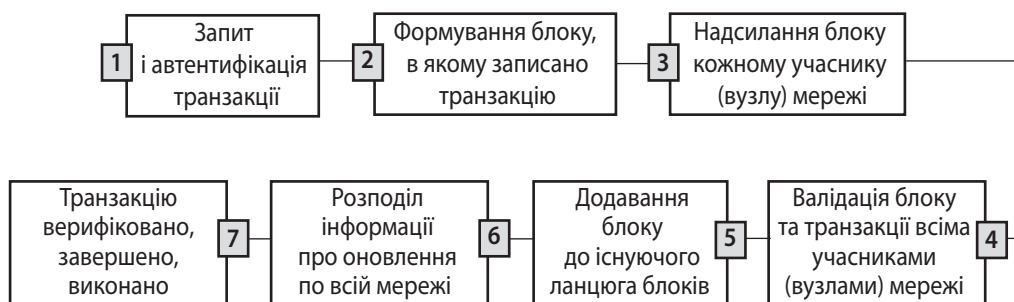 1
Запит
і автентифікація
транзакції
2
Формування блоку,
в якому записано
транзакцію
3
Надсилання блоку
кожному учаснику
(вузлу) мережі
4
Валідація блоку
та транзакції всіма
учасниками
(вузлами) мережі
5
Додавання
блоку
до існуючого
ланцюга блоків
6
Розподіл
інформації
про оновлення
по всій мережі
7
Транзакцію
верифіковано,
завершено,
виконано